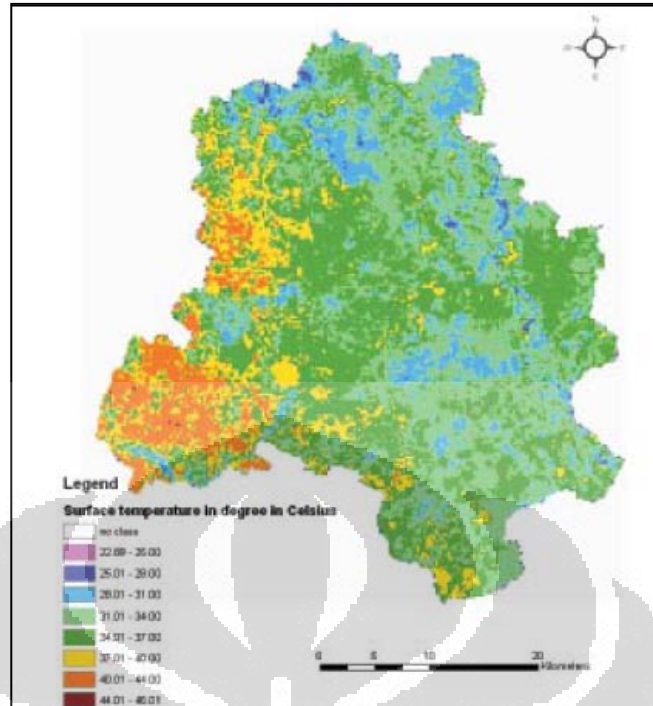 N
E
S
Legend
Surface temperature in degree in Celsius
no class
22.89 - 25.00
25.01 - 28.00
28.01 - 31.00
31.01 - 34.00
34.01 - 37.00
37.01 - 40.00
40.01 - 44.00
44.01 - 46.01
0 5 10 20
Kilometers